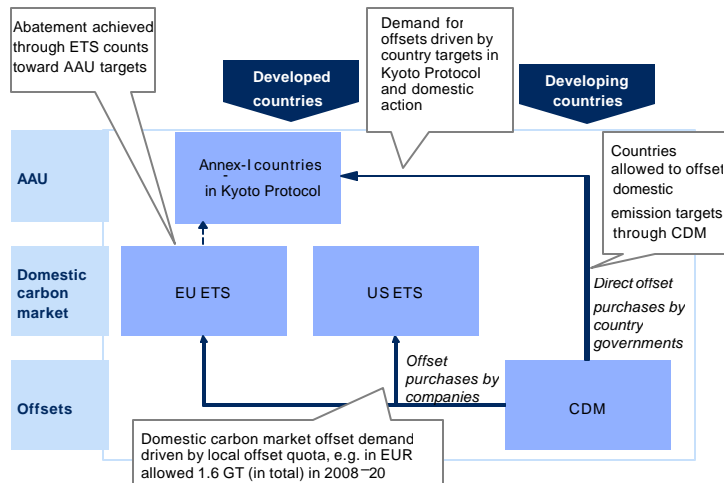 Abatement achieved
through ETS counts
toward AAU targets
Demand for
offsets driven by
country targets in
Kyoto Protocol
and domestic
action
Developed
countries
Developing
countries
AAU
Annex-I countries
in Kyoto Protocol
Countries
allowed to offset
domestic
emission targets
through CDM
Domestic
carbon
market
EU ETS
US ETS
Direct offset
purchases by
country
governments
Offsets
Offset
purchases by
companies
CDM
Domestic carbon market offset demand
driven by local offset quota, e.g. in EUR
allowed 1.6 GT (in total) in 2008–20